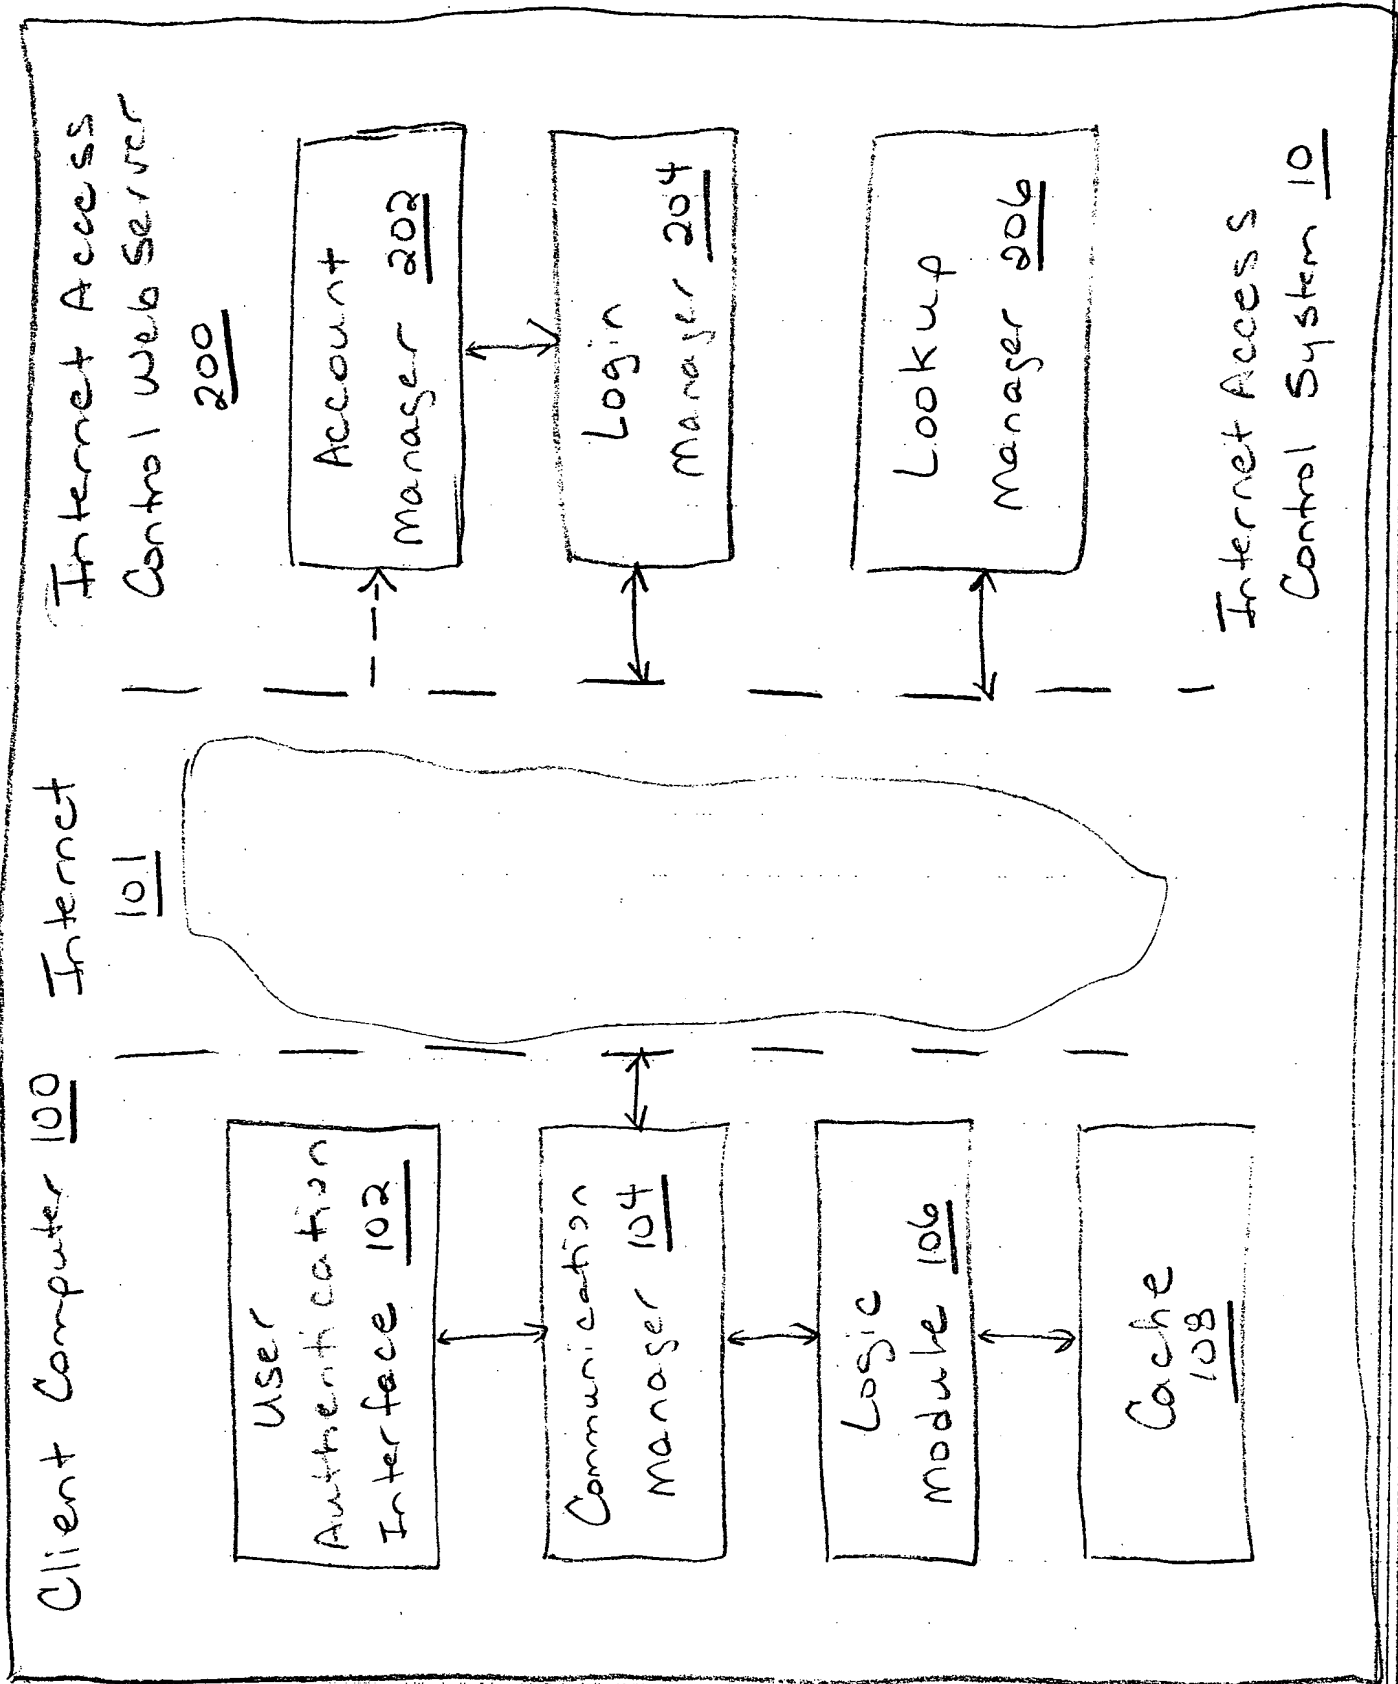 Client Computer 100
User
Authentication
Interface 102
Communication
Manager 104
Logic
Module 106
Cache
108
Internet
101
Internet Access
Control Web Server
200
Account
Manager 202
Login
Manager 204
Lookup
Manager 206
Internet Access
Control System 10